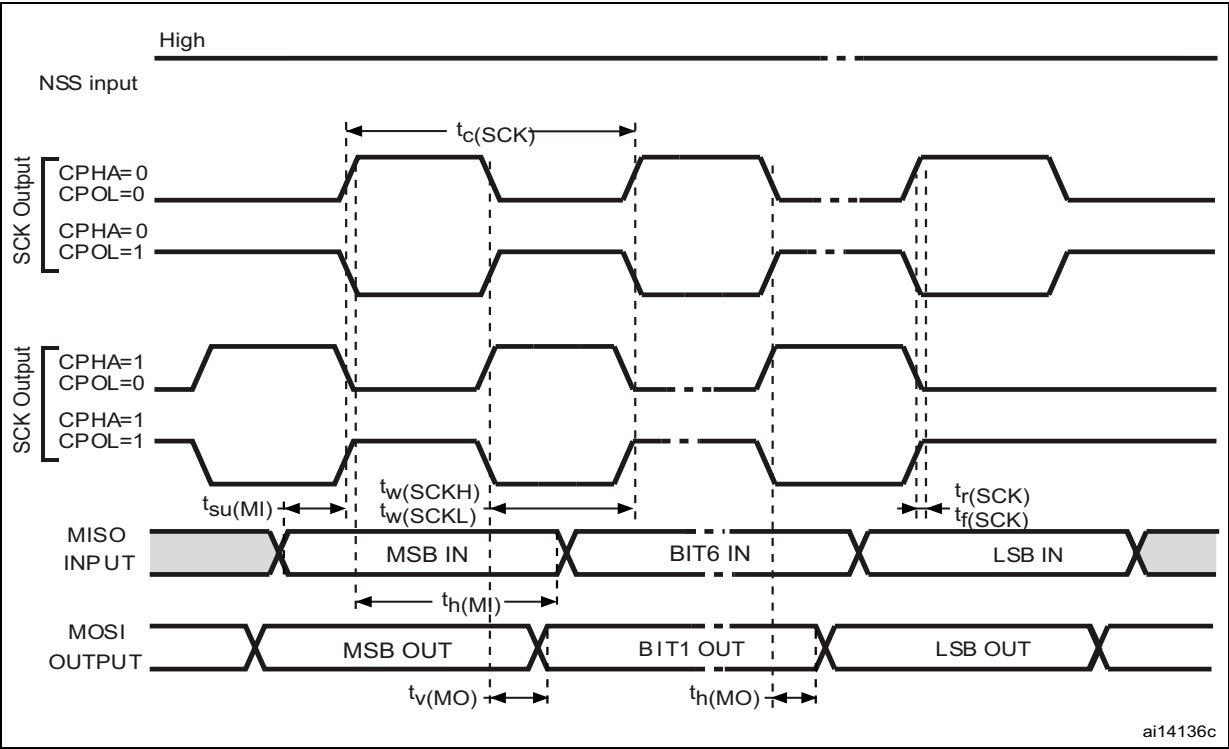 High
NSS input
tc(SCK)
SCK Output
CPHA=0
CPOL=0
CPHA=0
CPOL=1
SCK Output
CPHA=1
CPOL=0
CPHA=1
CPOL=1
tsu(MI)
tw(SCKH)
tw(SCKL)
tr(SCK)
tf(SCK)
MISO
INPUT
MSB IN
BIT6 IN
LSB IN
th(MI)
MOSI
OUTPUT
MSB OUT
BIT1 OUT
LSB OUT
tv(MO)
th(MO)
ai14136c